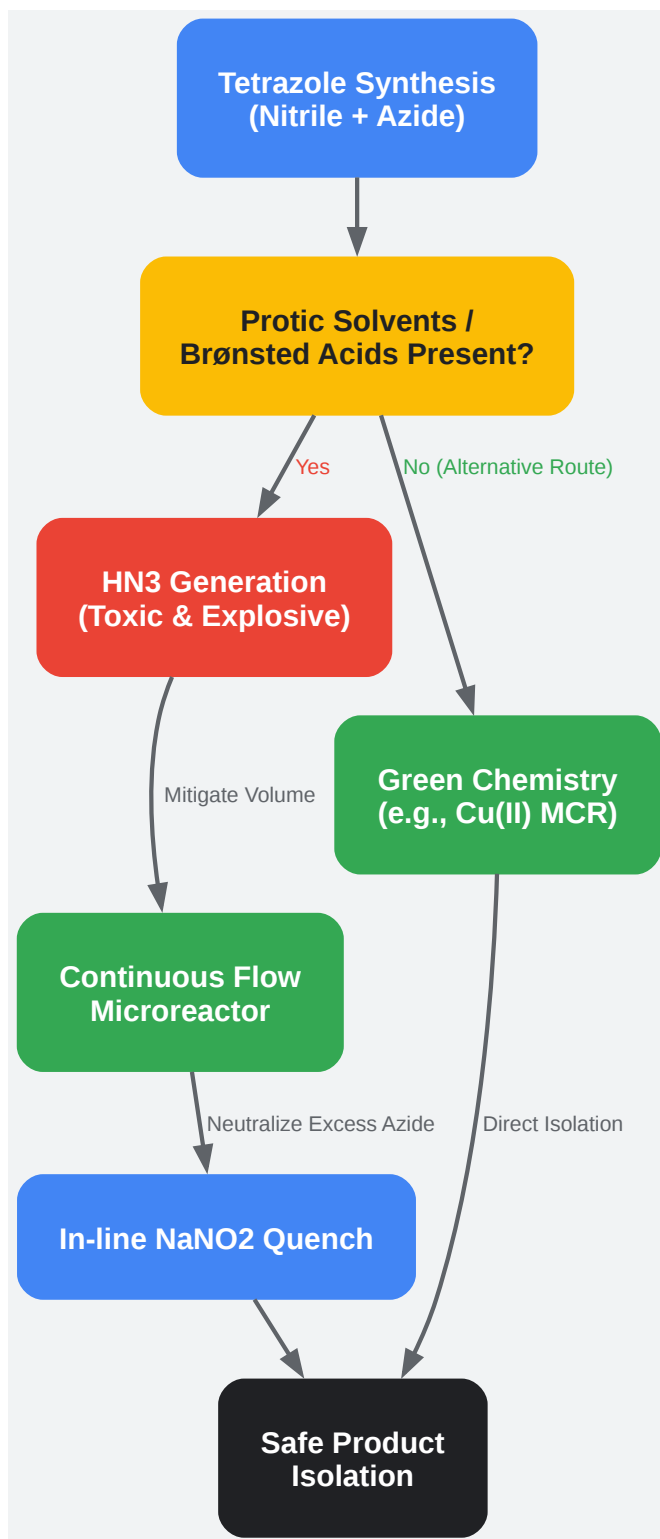 Tetrazole Synthesis
(Nitrile + Azide)
Protic Solvents /
Brønsted Acids Present?
Yes
No (Alternative Route)
HN3 Generation
(Toxic & Explosive)
Green Chemistry
(e.g., Cu(II) MCR)
Mitigate Volume
Continuous Flow
Microreactor
Neutralize Excess Azide
Direct Isolation
In-line NaNO2 Quench
Safe Product
Isolation